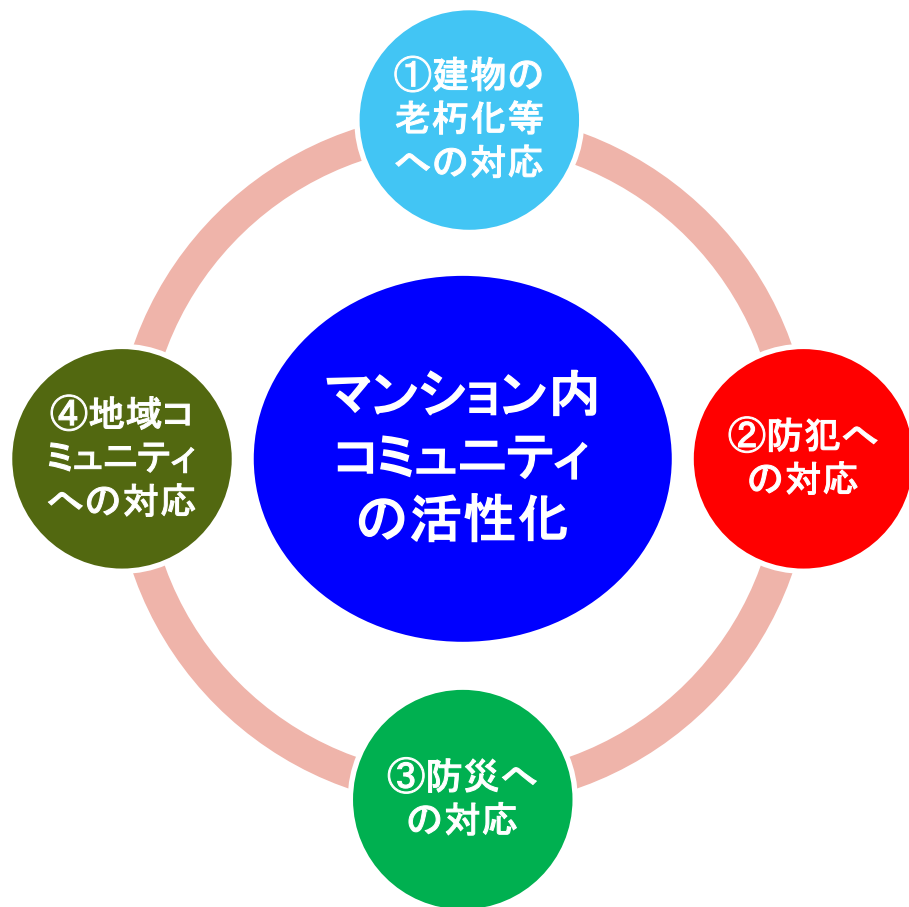 ①建物の
老朽化等
への対応
マンション内
コミュニティ
の活性化
②防犯へ
の対応
③防災へ
の対応
④地域コ
ミュニティ
への対応